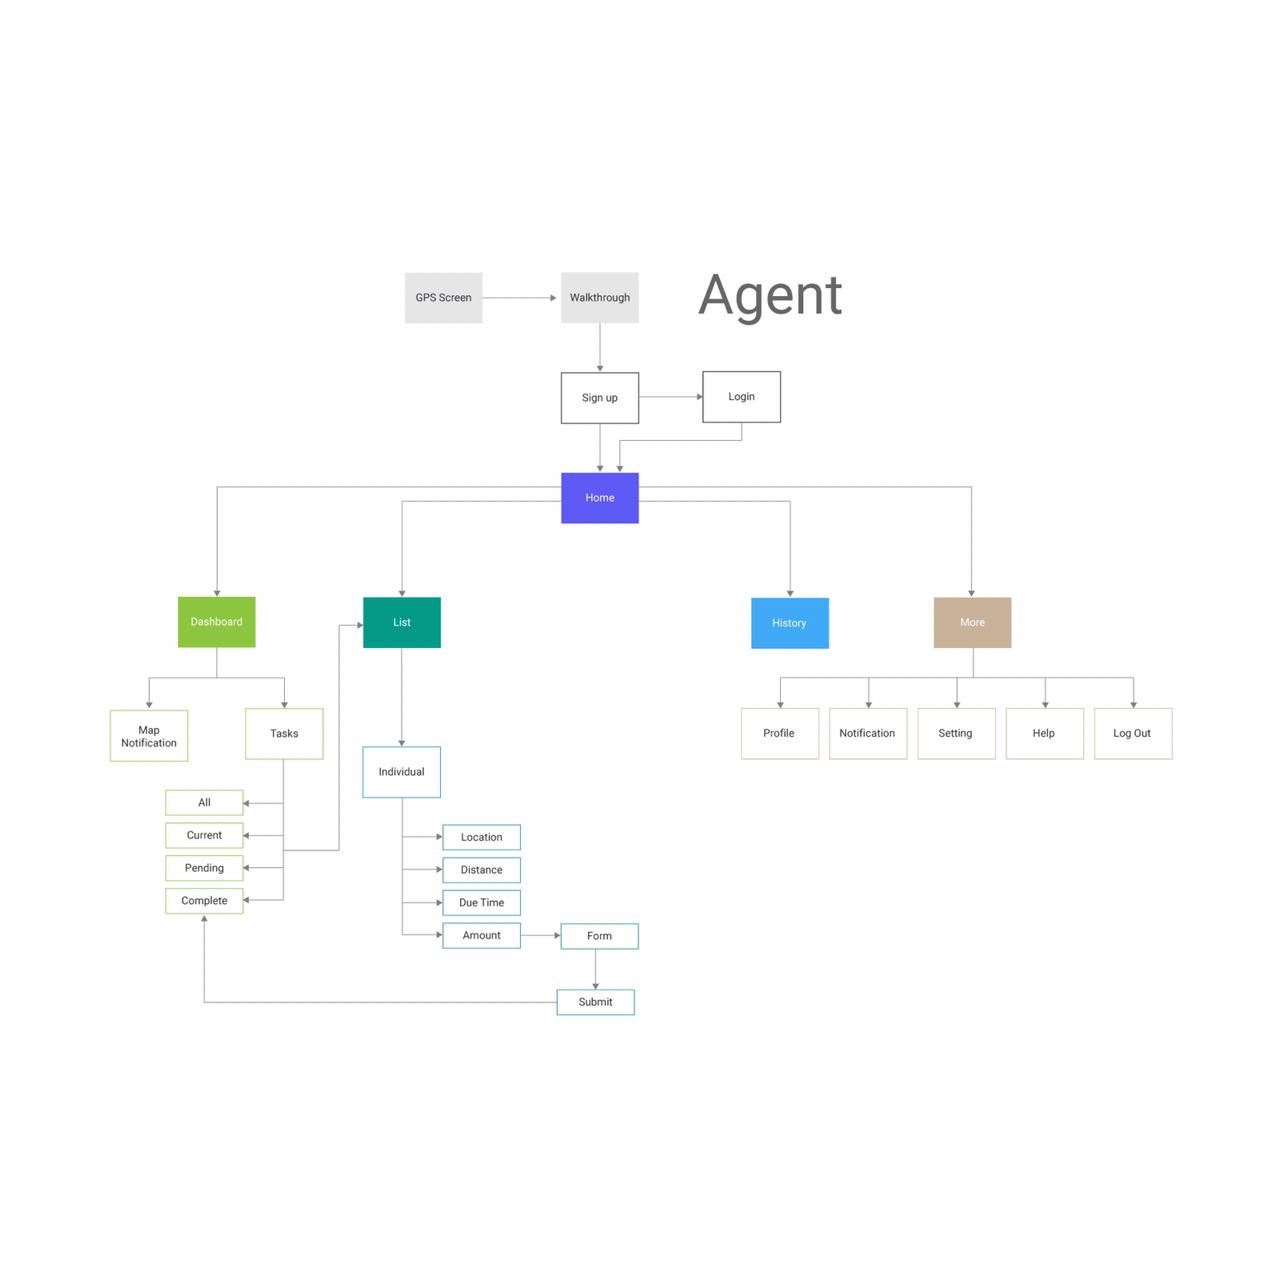 GPS Screen
Walkthrough
Agent
Sign up
Login
Home
Dashboard
List
History
More
Map
Notification
Tasks
Individual
Profile
Notification
Setting
Help
Log Out
All
Current
Pending
Complete
Location
Distance
Due Time
Amount
Form
Submit